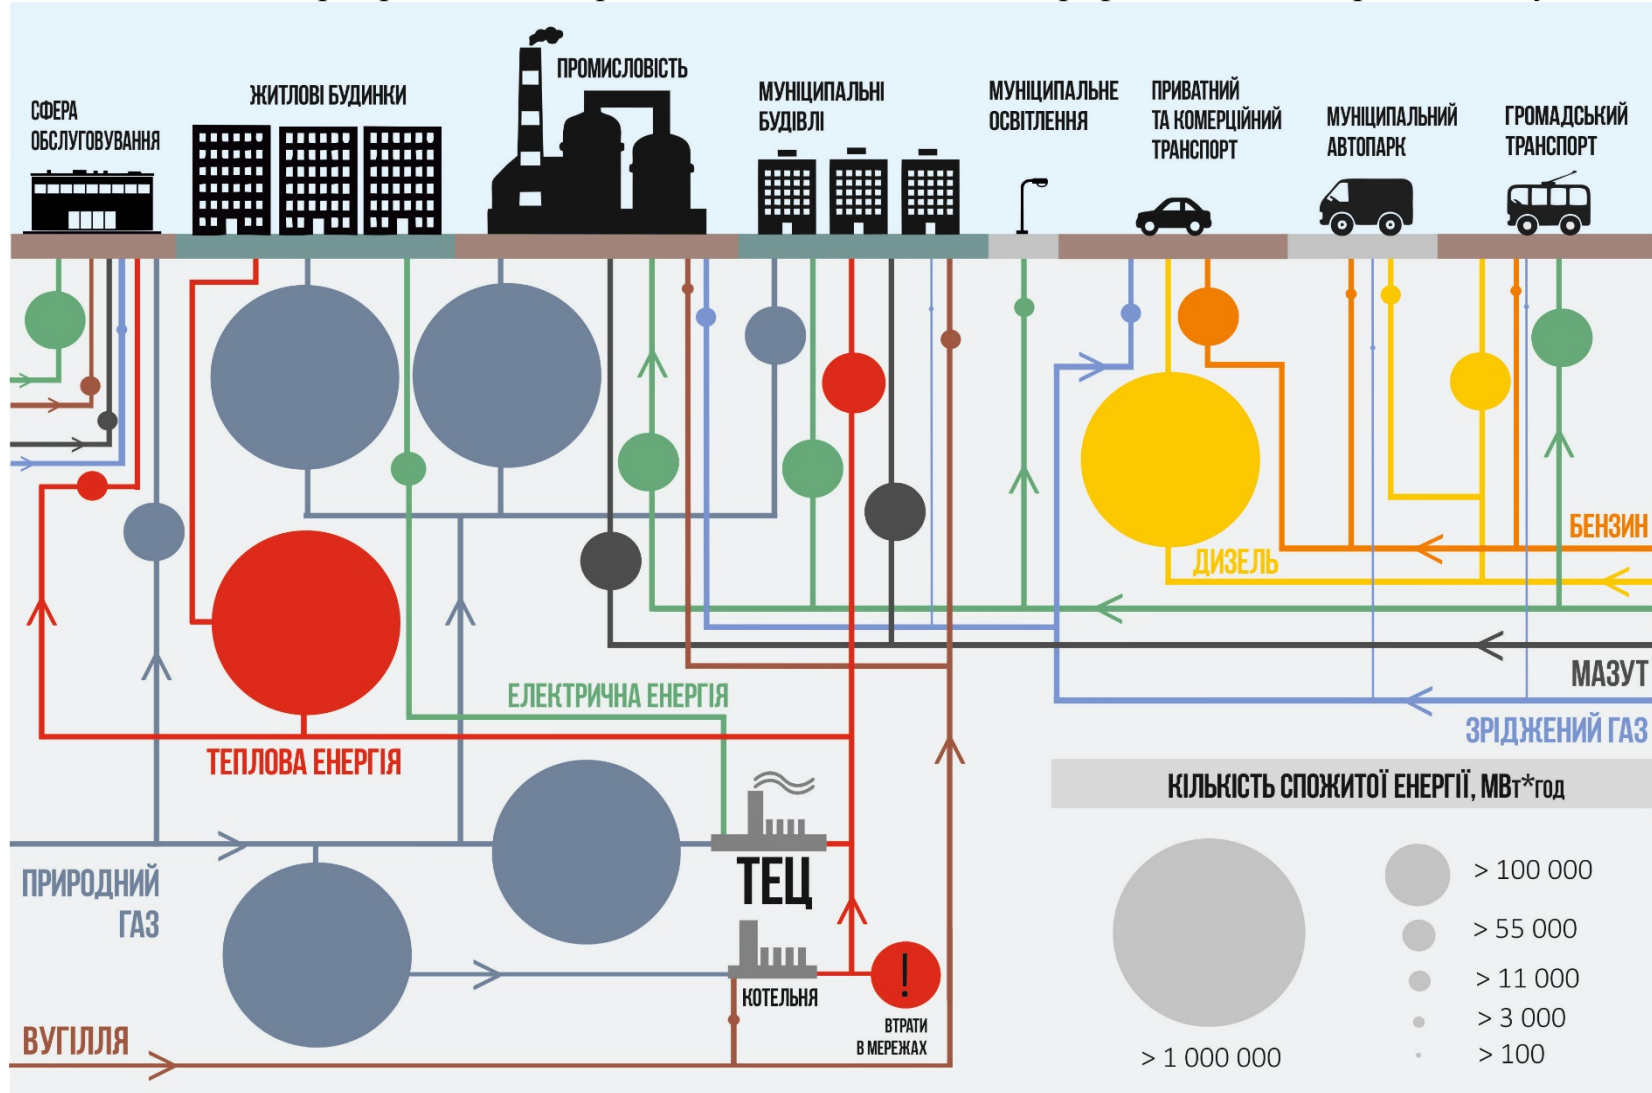 СФЕРА
ОБСЛУГОВУВАННЯ
ЖИТЛОВІ БУДИНКИ
ПРОМИСЛОВІСТЬ
МУНІЦИПАЛЬНІ
БУДІВЛІ
МУНІЦИПАЛЬНЕ
ОСВІТЛЕННЯ
ПРИВАТНИЙ
ТА КОМЕРЦІЙНИЙ
ТРАНСПОРТ
МУНІЦИПАЛЬНИЙ
АВТОПАРК
ГРОМАДСЬКИЙ
ТРАНСПОРТ
БЕНЗИН
ДИЗЕЛЬ
МАЗУТ
ЗРІДЖЕНИЙ ГАЗ
ЕЛЕКТРИЧНА ЕНЕРГІЯ
ТЕПЛОВА ЕНЕРГІЯ
ПРИРОДНИЙ
ГАЗ
ТЕЦ
КОТЕЛЬНЯ
!
ВТРАТИ
В МЕРЕЖАХ
ВУГІЛЛЯ
КІЛЬКІСТЬ СПОЖИТОЇ ЕНЕРГІЇ, МВт*год
> 1 000 000
> 100 000
> 55 000
> 11 000
> 3 000
> 100